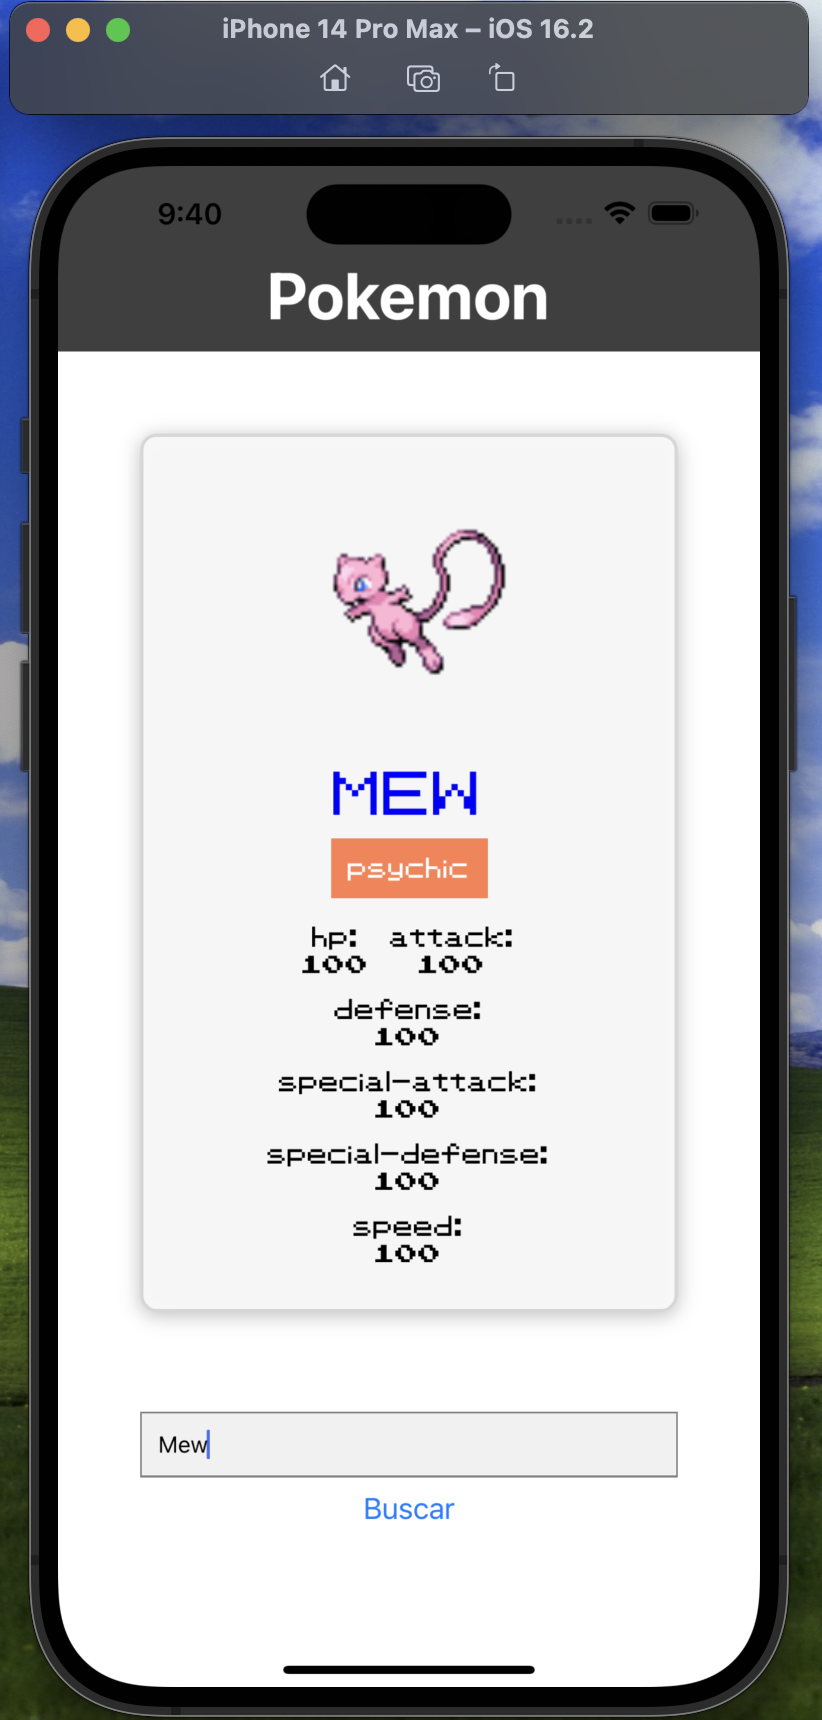 iPhone 14 Pro Max – iOS 16.2
9:40
Pokemon
MEW
psychic
hp: attack:
100 100
defense:
100
special-attack:
100
special-defense:
100
speed:
100
Mew
Buscar